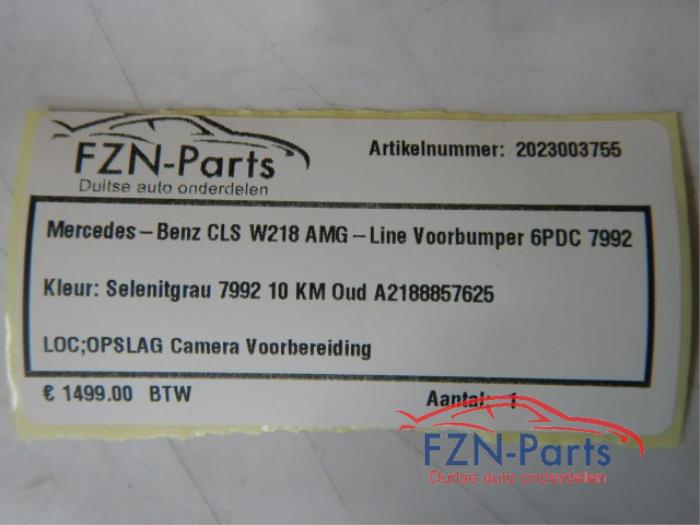 FZN-Parts
Duitse auto onderdelen
Artikelnummer: 2023003755
Mercedes-Benz CLS W218 AMG-Line Voorbumper 6PDC 7992
Kleur: Selenitgrau 7992 10 KM Oud A2188857625
LOC;OPSLAG Camera Voorbereiding
€ 1499.00 BTW
Aantal: 1
FZN-Parts
Duitse auto onderdelen